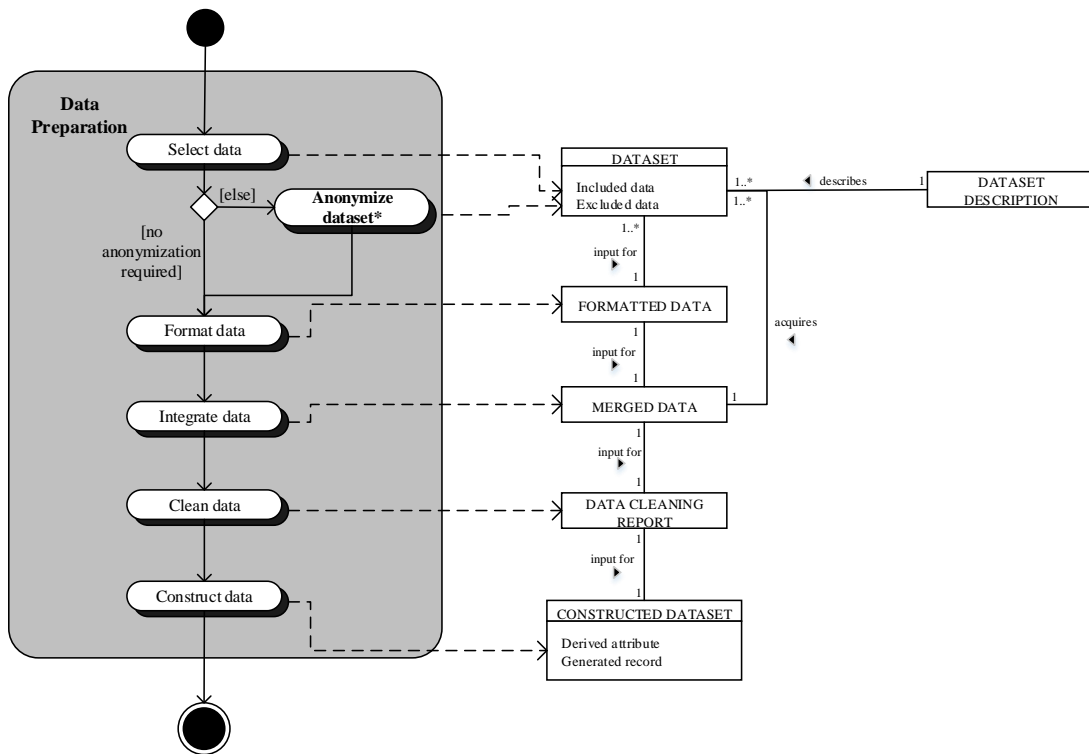 Data
Preparation
Select data
[else]
Anonymize
dataset*
[no
anonymization
required]
Format data
Integrate data
Clean data
Construct data
DATASET
Included data
Excluded data
1..*
1..*
describes
1
DATASET
DESCRIPTION
1..*
input for
1
FORMATTED DATA
1
input for
1
acquires
MERGED DATA
1
1
input for
1
DATA CLEANING
REPORT
1
input for
1
CONSTRUCTED DATASET
Derived attribute
Generated record